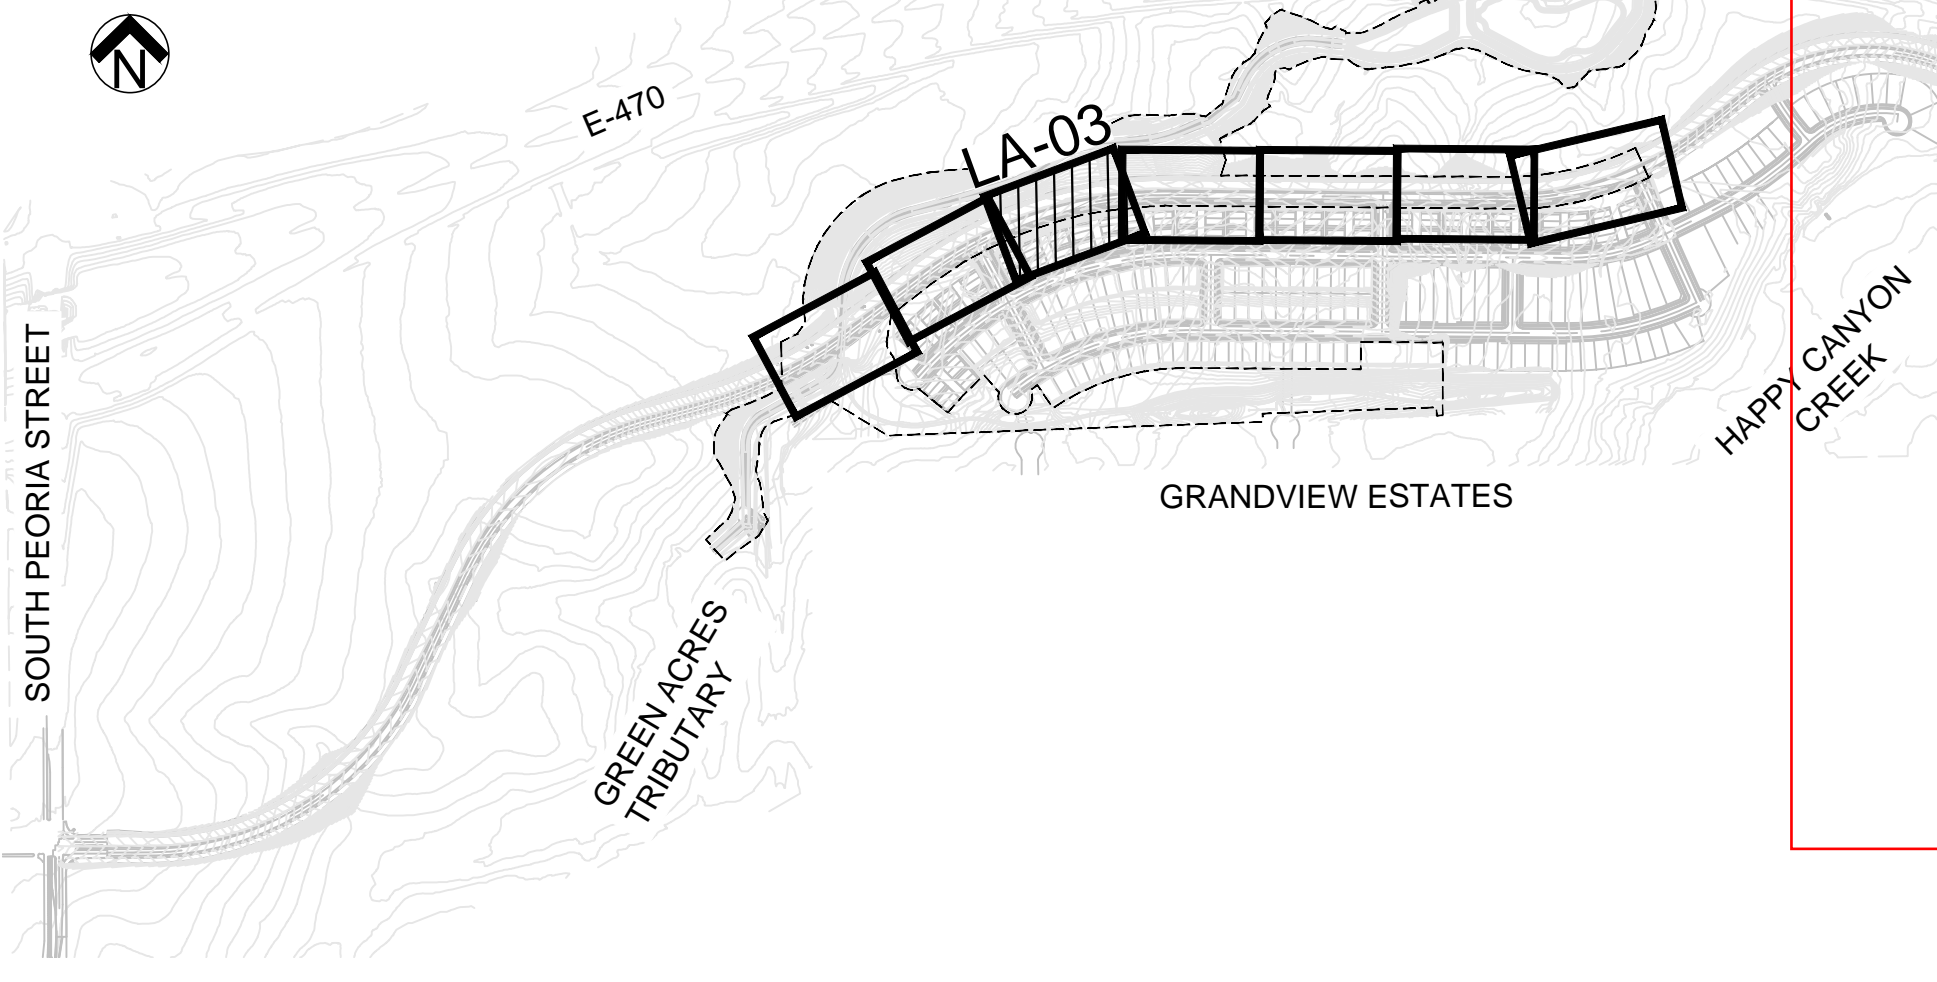 N
E-470
LA-03
SOUTH PEORIA STREET
HAPPY CANYON
CREEK
GRANDVIEW ESTATES
GREEN ACRES
TRIBUTARY